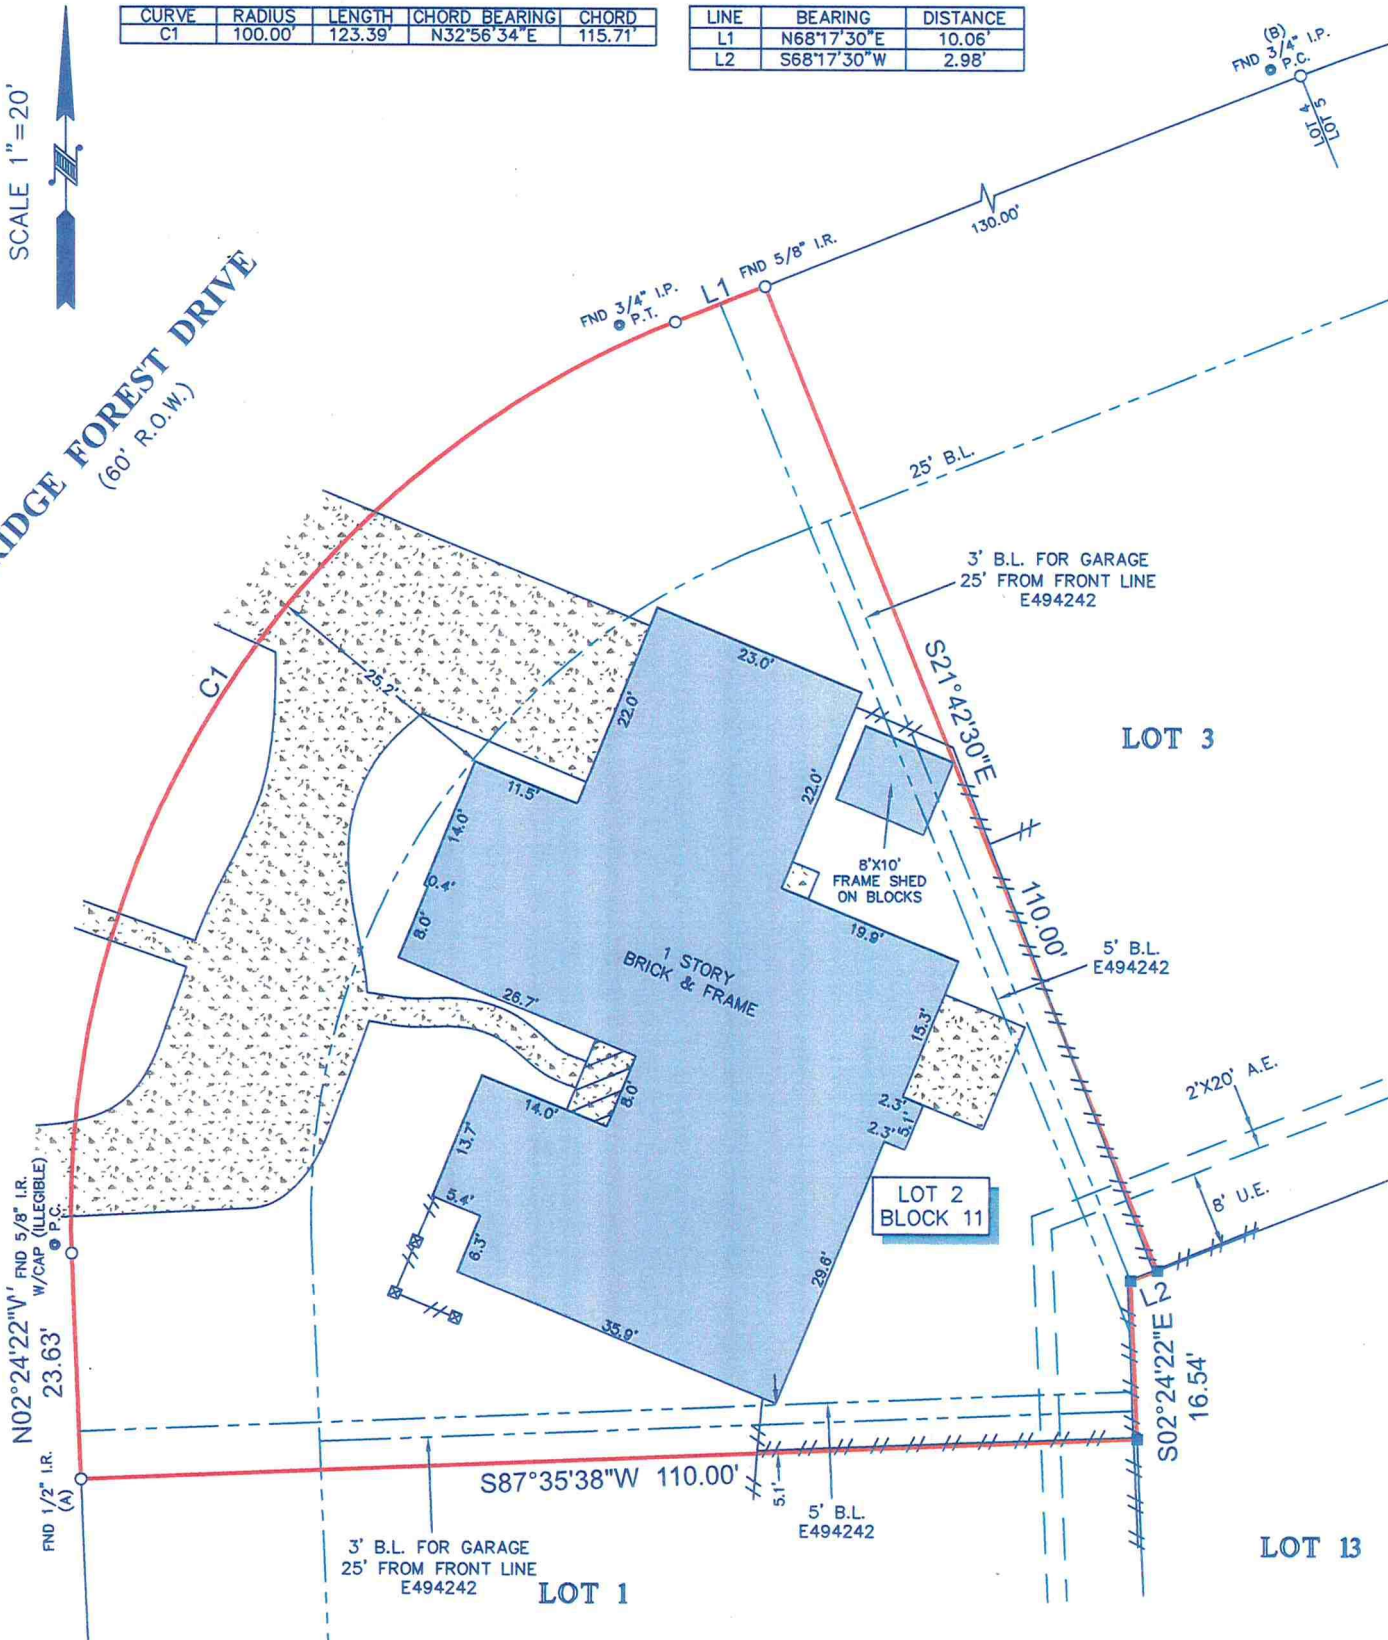 CURVE RADIUS LENGTH CHORD BEARING CHORD
C1 100.00' 123.39' N32°56'34"E 115.71'
LINE BEARING DISTANCE
L1 N68°17'30"E 10.06'
L2 S68°17'30"W 2.98'
SCALE 1"=20'
(B)
FND 3/4" I.P.
P.C.
LOT 4
LOT 5
130.00'
FND 5/8" I.R.
L1
FND 3/4" I.P.
P.T.
IDGE FOREST DRIVE
(60' R.O.W.)
25' B.L.
3' B.L. FOR GARAGE
25' FROM FRONT LINE
E494242
C1
25.2'
23.0'
22.0'
S21°42'30"E
110.00'
LOT 3
11.5'
14.0'
0.4'
8.0'
22.0'
8'X10'
FRAME SHED
ON BLOCKS
19.9'
1 STORY
BRICK & FRAME
5' B.L.
E494242
26.7'
15.3'
8.0'
14.0'
13.7'
2.3'
5.1'
2.3'
2'X20' A.E.
8' U.E.
5.4'
6.3'
LOT 2
BLOCK 11
29.6'
35.9'
L2
FND 5/8" I.R.
W/CAP (ILLEGIBLE)
P.C.
N02°24'22"
23.63'
S02°24'22"E
16.54'
FND 1/2" I.R.
(A)
S87°35'38"W 110.00'
5.1'
5' B.L.
E494242
3' B.L. FOR GARAGE
25' FROM FRONT LINE
E494242
LOT 1
LOT 13